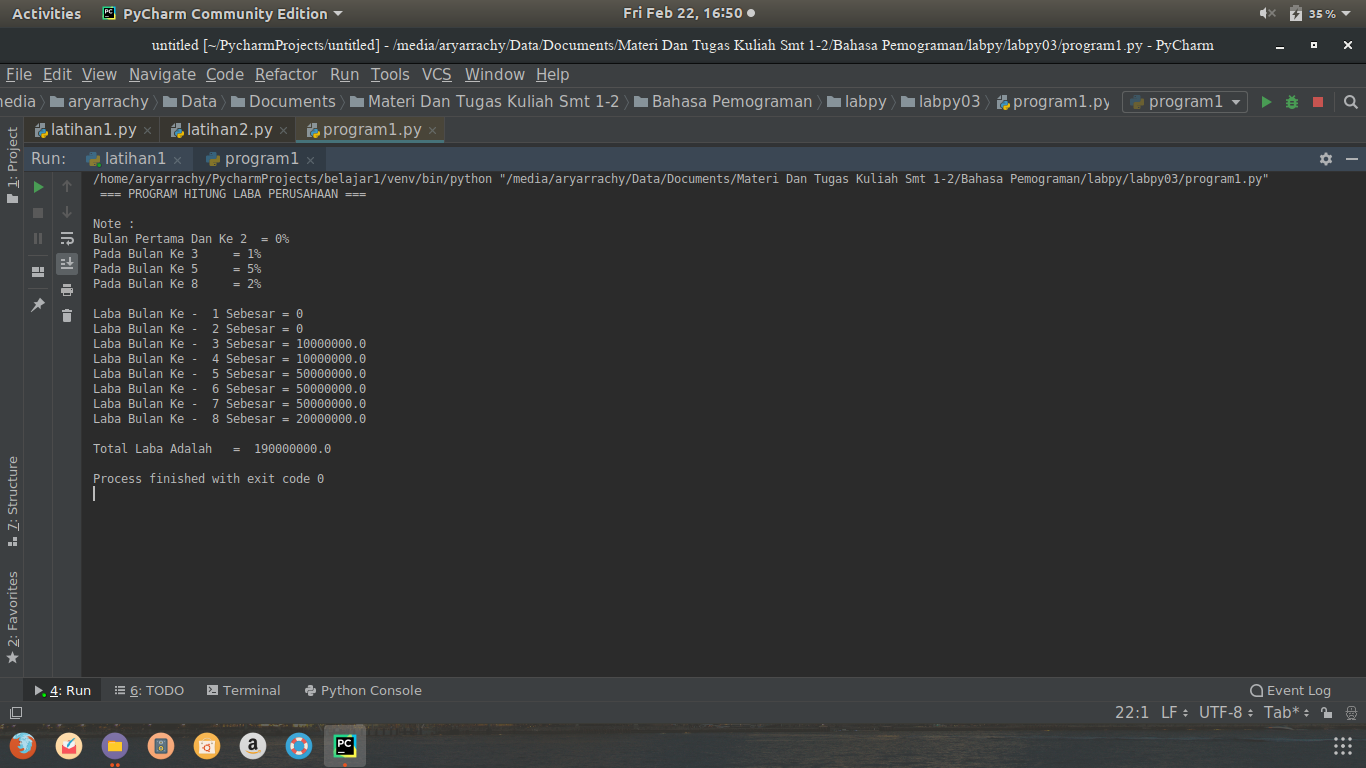 Activities PyCharm Community Edition Fri Feb 22, 16:50 35%
untitled [~/PycharmProjects/untitled] - /media/aryarrachy/Data/Documents/Materi Dan Tugas Kuliah Smt 1-2/Bahasa Pemograman/labpy/labpy03/program1.py - PyCharm
File Edit View Navigate Code Refactor Run Tools VCS Window Help
nedia aryarrachy Data Documents Materi Dan Tugas Kuliah Smt 1-2 Bahasa Pemograman labpy labpy03 program1.py program1
latihan1.py latihan2.py program1.py
1: Project
Run: latihan1 program1
/home/aryarrachy/PycharmProjects/belajar1/venv/bin/python "/media/aryarrachy/Data/Documents/Materi Dan Tugas Kuliah Smt 1-2/Bahasa Pemograman/labpy/labpy03/program1.py"
=== PROGRAM HITUNG LABA PERUSAHAAN ===
Note :
Bulan Pertama Dan Ke 2  = 0%
Pada Bulan Ke 3     = 1%
Pada Bulan Ke 5     = 5%
Pada Bulan Ke 8     = 2%
Laba Bulan Ke -  1 Sebesar = 0
Laba Bulan Ke -  2 Sebesar = 0
Laba Bulan Ke -  3 Sebesar = 10000000.0
Laba Bulan Ke -  4 Sebesar = 10000000.0
Laba Bulan Ke -  5 Sebesar = 50000000.0
Laba Bulan Ke -  6 Sebesar = 50000000.0
Laba Bulan Ke -  7 Sebesar = 50000000.0
Laba Bulan Ke -  8 Sebesar = 20000000.0
Total Laba Adalah   =  190000000.0
Process finished with exit code 0
7: Structure
2: Favorites
4: Run 6: TODO Terminal Python Console Event Log
22:1 LF UTF-8 Tab*
a PC